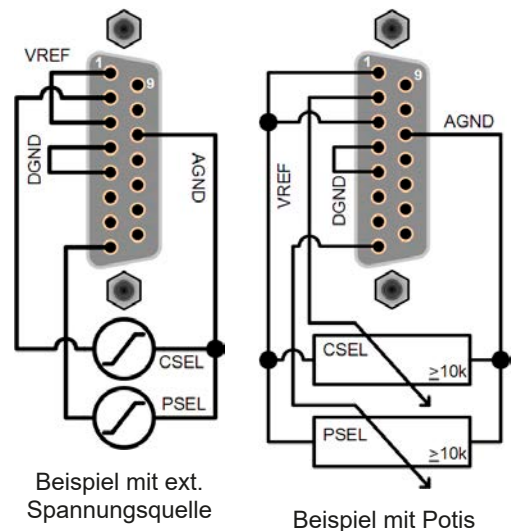 VREF
1
9
DGND
AGND
CSEL
PSEL
Beispiel mit ext.
Spannungsquelle
1
9
AGND
VREF
DGND
CSEL
≥10k
PSEL
≥10k
Beispiel mit Potis